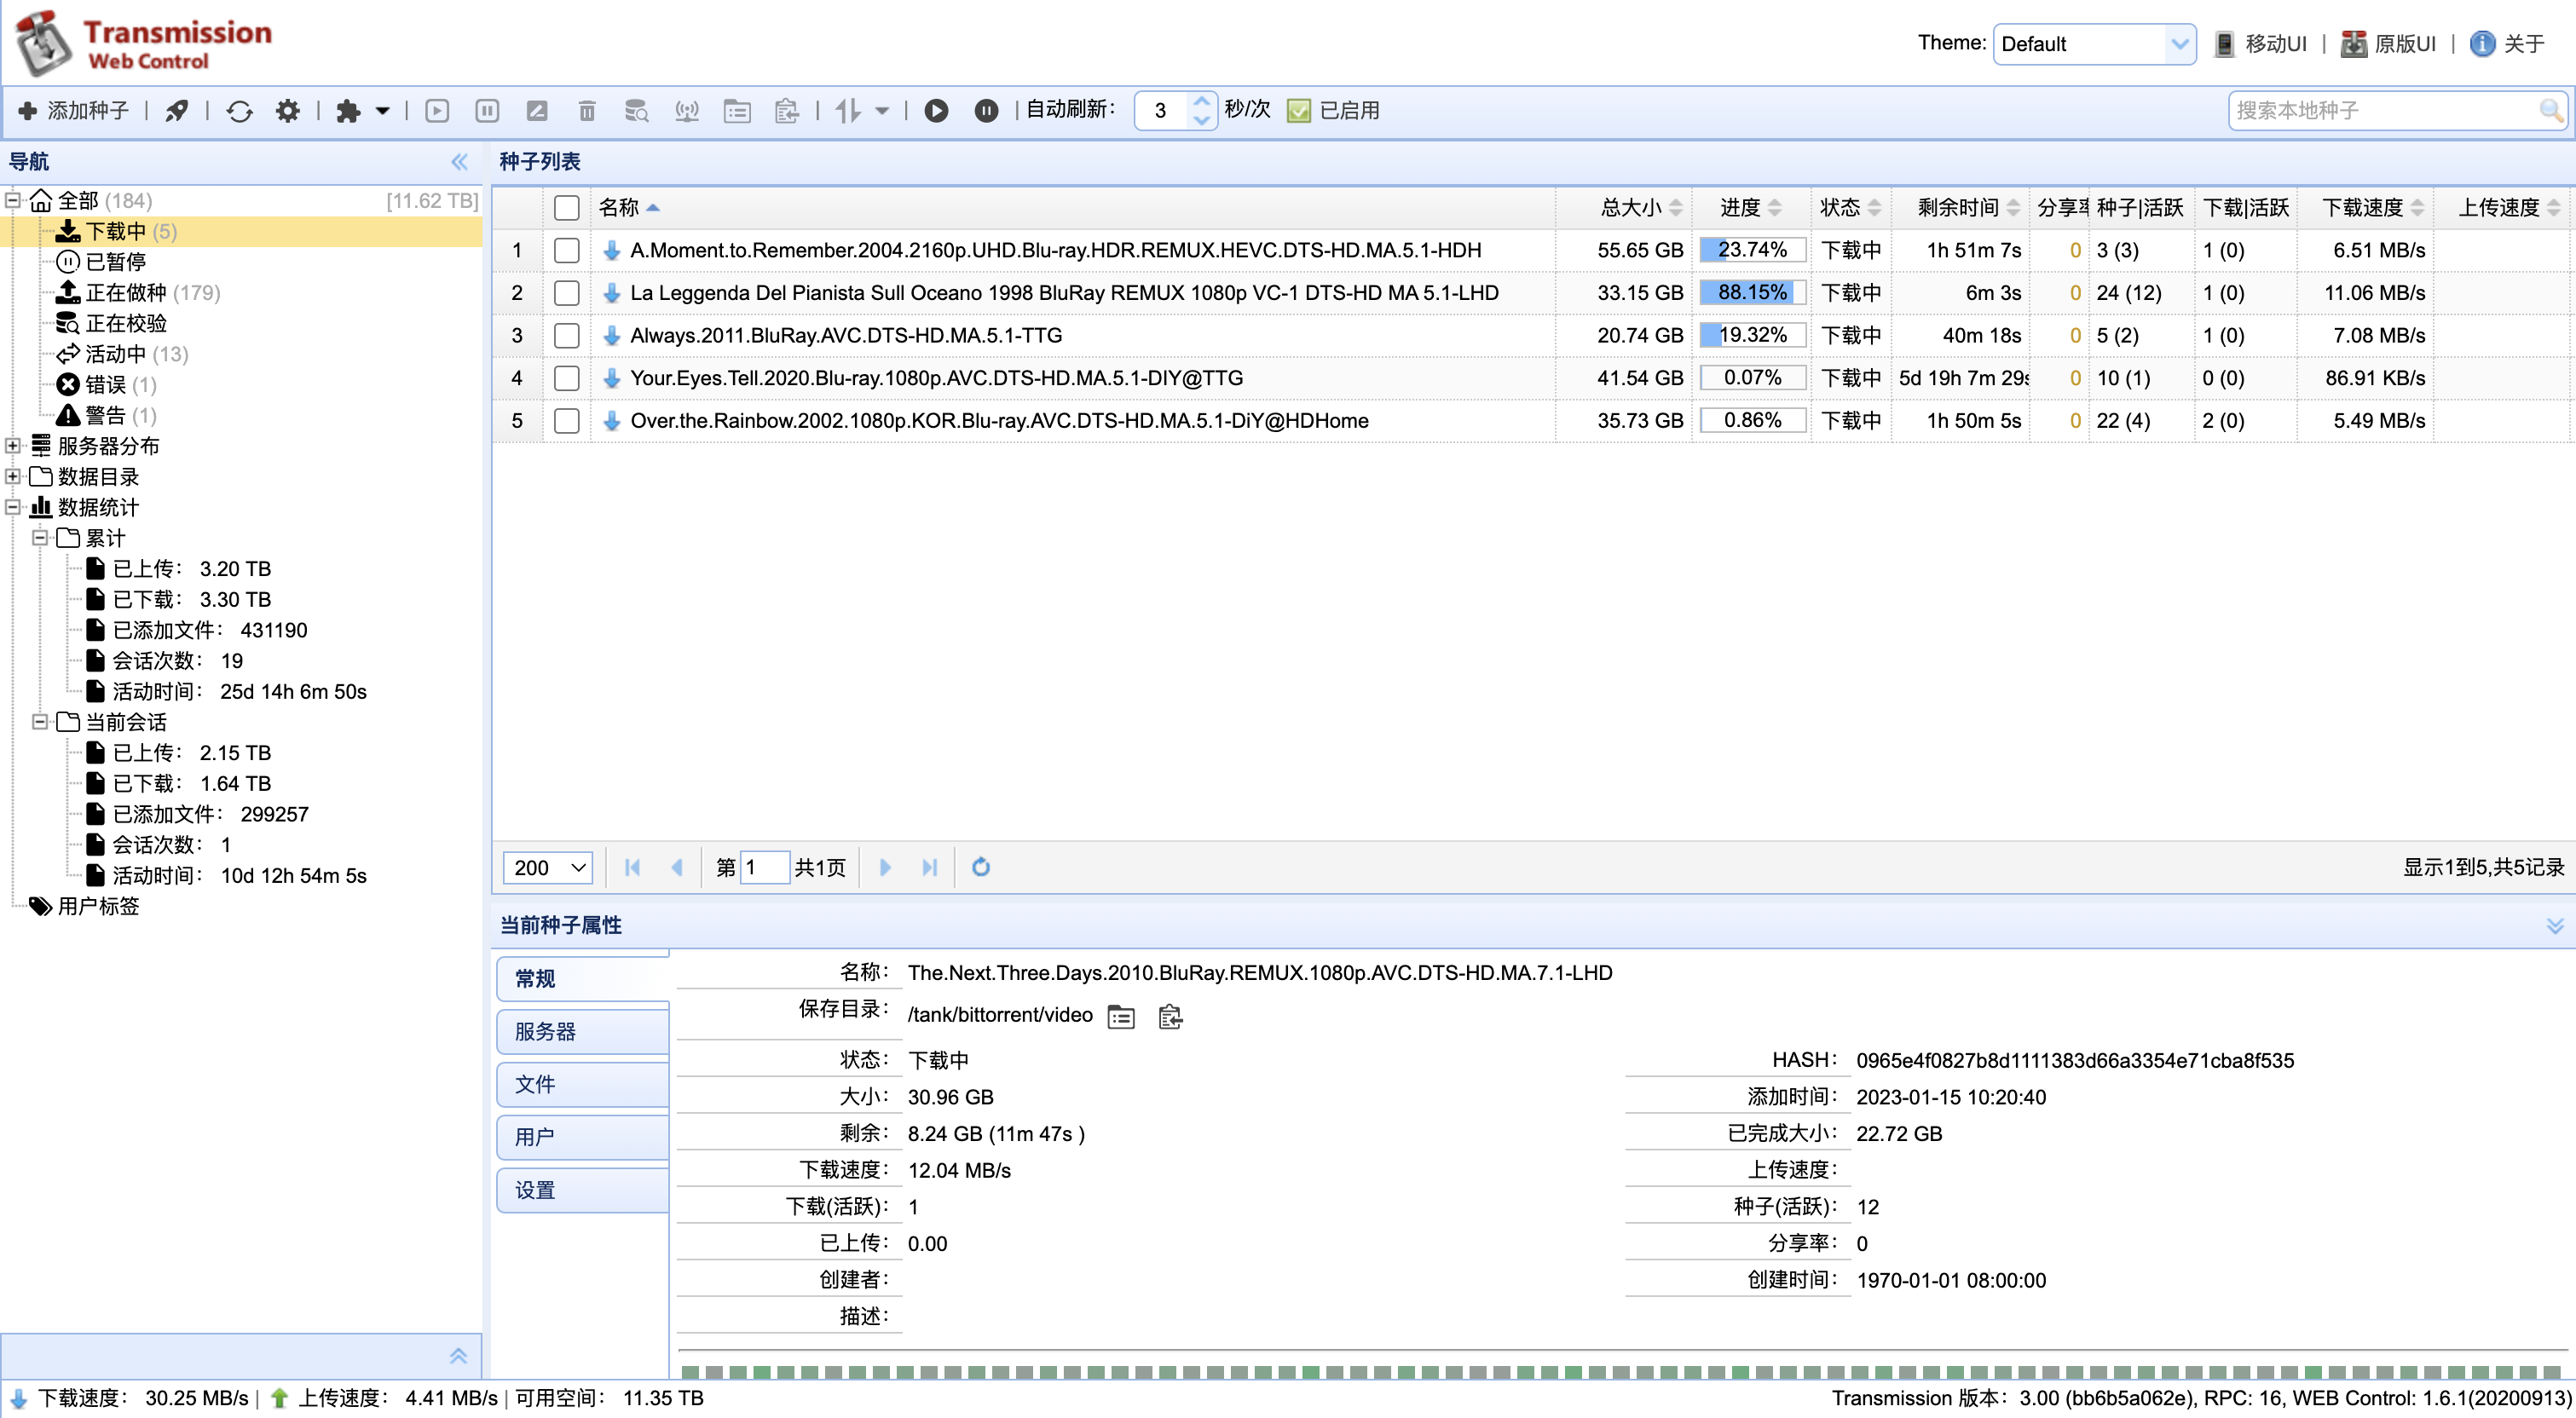 Transmission
Web Control
Theme: Default 移动UI | 原版UI | 关于
添加种子 | | | | | | 自动刷新： 3 秒/次 已启用 搜索本地种子
导航
全部 (184) [11.62 TB]
下载中 (5)
已暂停
正在做种 (179)
正在校验
活动中 (13)
错误 (1)
警告 (1)
服务器分布
数据目录
数据统计
累计
已上传： 3.20 TB
已下载： 3.30 TB
已添加文件： 431190
会话次数： 19
活动时间： 25d 14h 6m 50s
当前会话
已上传： 2.15 TB
已下载： 1.64 TB
已添加文件： 299257
会话次数： 1
活动时间： 10d 12h 54m 5s
用户标签
种子列表
名称 总大小 进度 状态 剩余时间 分享率 种子|活跃 下载|活跃 下载速度 上传速度
1 A.Moment.to.Remember.2004.2160p.UHD.Blu-ray.HDR.REMUX.HEVC.DTS-HD.MA.5.1-HDH 55.65 GB 23.74% 下载中 1h 51m 7s 0 3 (3) 1 (0) 6.51 MB/s
2 La Leggenda Del Pianista Sull Oceano 1998 BluRay REMUX 1080p VC-1 DTS-HD MA 5.1-LHD 33.15 GB 88.15% 下载中 6m 3s 0 24 (12) 1 (0) 11.06 MB/s
3 Always.2011.BluRay.AVC.DTS-HD.MA.5.1-TTG 20.74 GB 19.32% 下载中 40m 18s 0 5 (2) 1 (0) 7.08 MB/s
4 Your.Eyes.Tell.2020.Blu-ray.1080p.AVC.DTS-HD.MA.5.1-DIY@TTG 41.54 GB 0.07% 下载中 5d 19h 7m 29s 0 10 (1) 0 (0) 86.91 KB/s
5 Over.the.Rainbow.2002.1080p.KOR.Blu-ray.AVC.DTS-HD.MA.5.1-DiY@HDHome 35.73 GB 0.86% 下载中 1h 50m 5s 0 22 (4) 2 (0) 5.49 MB/s
200 第 1 共1页 显示1到5,共5记录
当前种子属性
常规
服务器
文件
用户
设置
名称： The.Next.Three.Days.2010.BluRay.REMUX.1080p.AVC.DTS-HD.MA.7.1-LHD
保存目录： /tank/bittorrent/video
状态： 下载中 HASH： 0965e4f0827b8d1111383d66a3354e71cba8f535
大小： 30.96 GB 添加时间： 2023-01-15 10:20:40
剩余： 8.24 GB (11m 47s ) 已完成大小： 22.72 GB
下载速度： 12.04 MB/s 上传速度：
下载(活跃)： 1 种子(活跃)： 12
已上传： 0.00 分享率： 0
创建者： 创建时间： 1970-01-01 08:00:00
描述：
下载速度： 30.25 MB/s | 上传速度： 4.41 MB/s | 可用空间： 11.35 TB Transmission 版本：3.00 (bb6b5a062e), RPC: 16, WEB Control: 1.6.1(20200913)